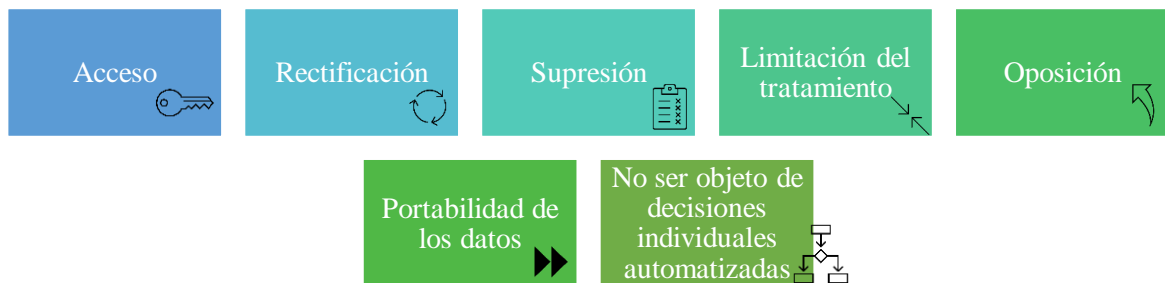 Acceso
Rectificación
Supresión
Limitación del
tratamiento
Oposición
Portabilidad de
los datos
No ser objeto de
decisiones
individuales
automatizadas